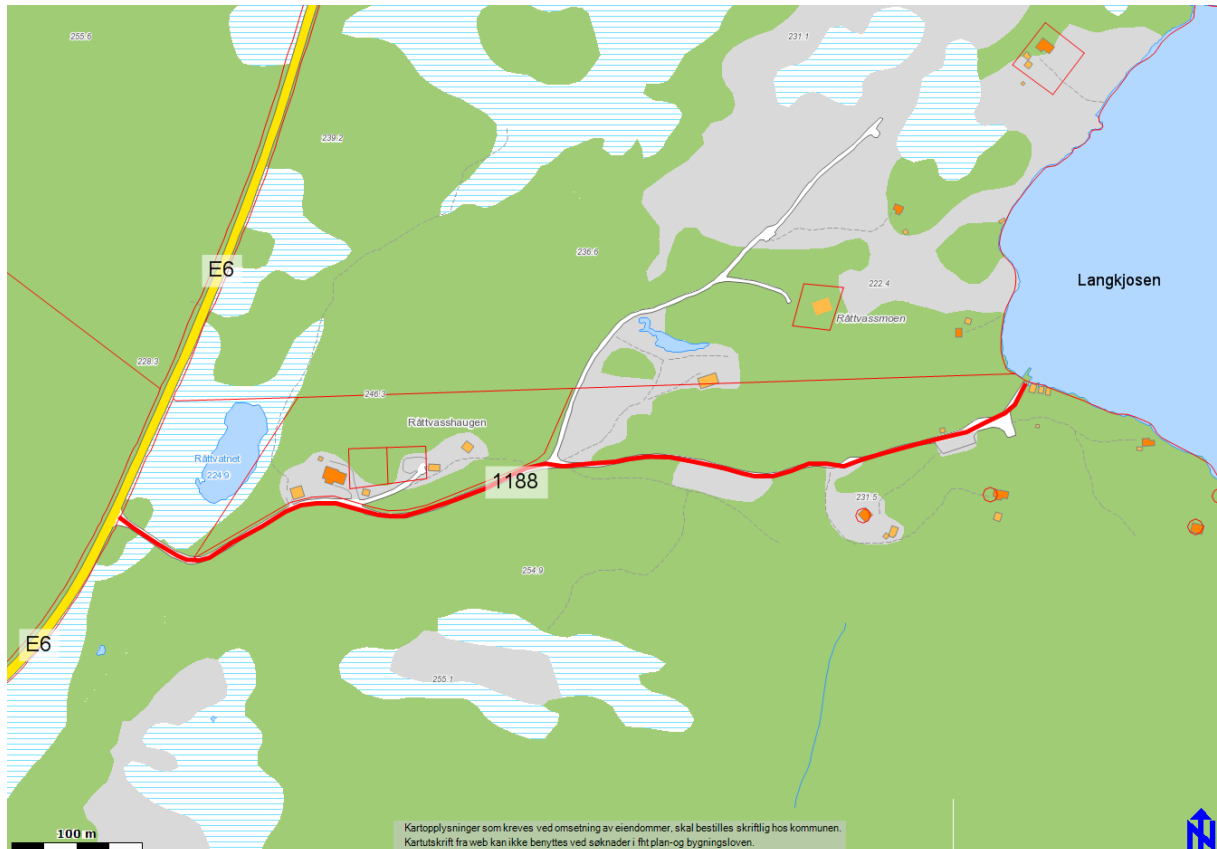 255.6
231.1
239.2
E6
236.6
Langkjosen
222.4
Råttvassmoen
228.3
246.3
Råttvasshaugen
Råttvatnet
224.9
1188
231.5
254.9
E6
255.1
100 m
Kartopplysninger som kreves ved omsetning av eiendommer, skal bestilles skriftlig hos kommunen.
Kartutskrift fra web kan ikke benyttes ved søknader i fht plan-og bygningsloven.
N